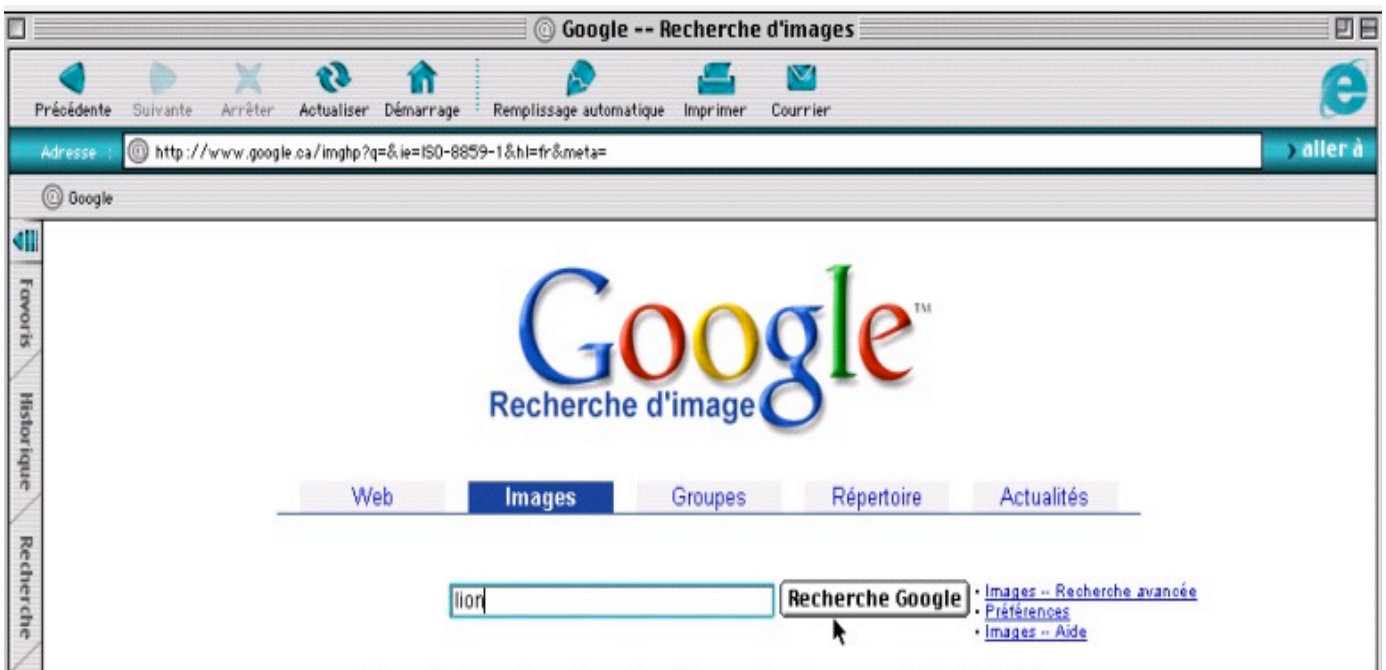 Google -- Recherche d'images
Précédente Suivante Arrêter Actualiser Démarrage Remplissage automatique Imprimer Courrier
Adresse : http://www.google.ca/imghp?q=&ie=ISO-8859-1&hl=fr&meta= aller à
Google
Favoris
Historique
Recherche
Google™
Recherche d'image
Web Images Groupes Répertoire Actualités
lion Recherche Google
· Images -- Recherche avancée
· Préférences
· Images -- Aide